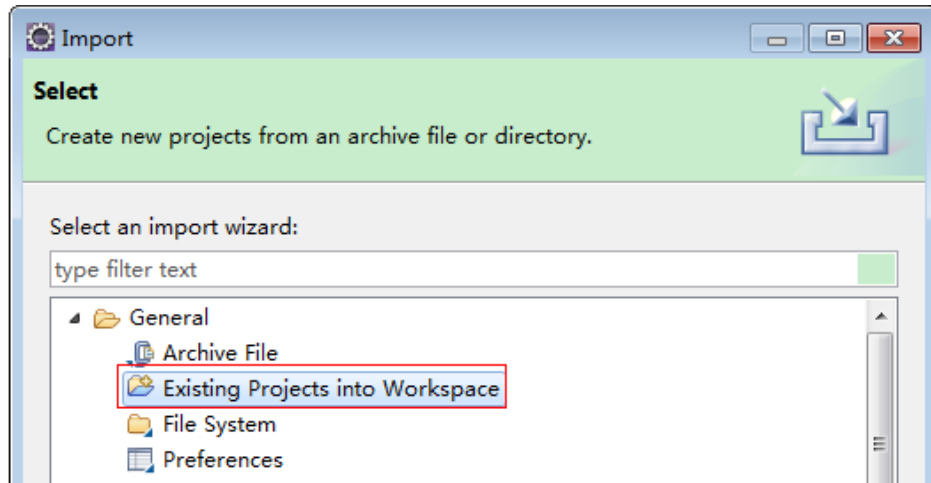 Import
Select
Create new projects from an archive file or directory.
Select an import wizard:
type filter text
General
Archive File
Existing Projects into Workspace
File System
Preferences